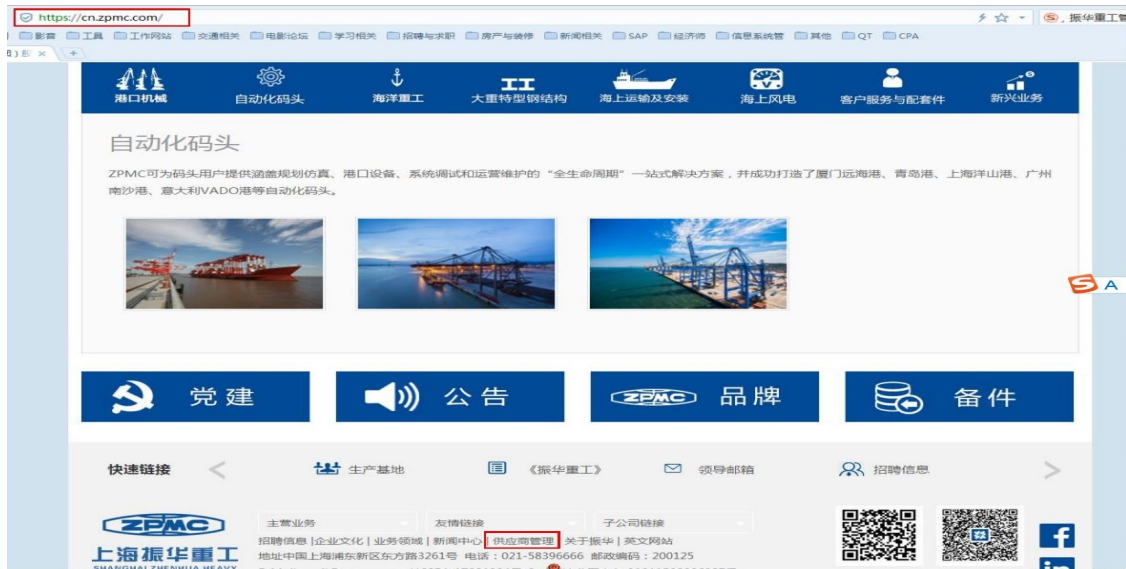 https://cn.zpmc.com/
振华重工管
影音 工具 工作网站 交通相关 电影论坛 学习相关 招聘与求职 房产与装修 新闻相关 SAP 经济师 信息系统管 其他 QT CPA
港口机械 自动化码头 海洋重工 大重特型钢结构 海上运输及安装 海上风电 客户服务与配套件 新兴业务
自动化码头
ZPMC可为码头用户提供涵盖规划仿真、港口设备、系统调试和运营维护的“全生命周期”一站式解决方案,并成功打造了厦门远海港、青岛港、上海洋山港、广州
南沙港、意大利VADO港等自动化码头。
S A
党建 公告 ZPMC 品牌 备件
快速链接 < 生产基地 《振华重工》 领导邮箱 招聘信息 >
ZPMC 主营业务 友情链接 子公司链接
招聘信息|企业文化|业务领域|新闻中心|供应商管理|关于振华|英文网站
上海振华重工 地址中国上海浦东新区东方路3261号 电话:021-58396666 邮政编码:200125
SHANGHAI ZHENHUA HEAVY
f
in